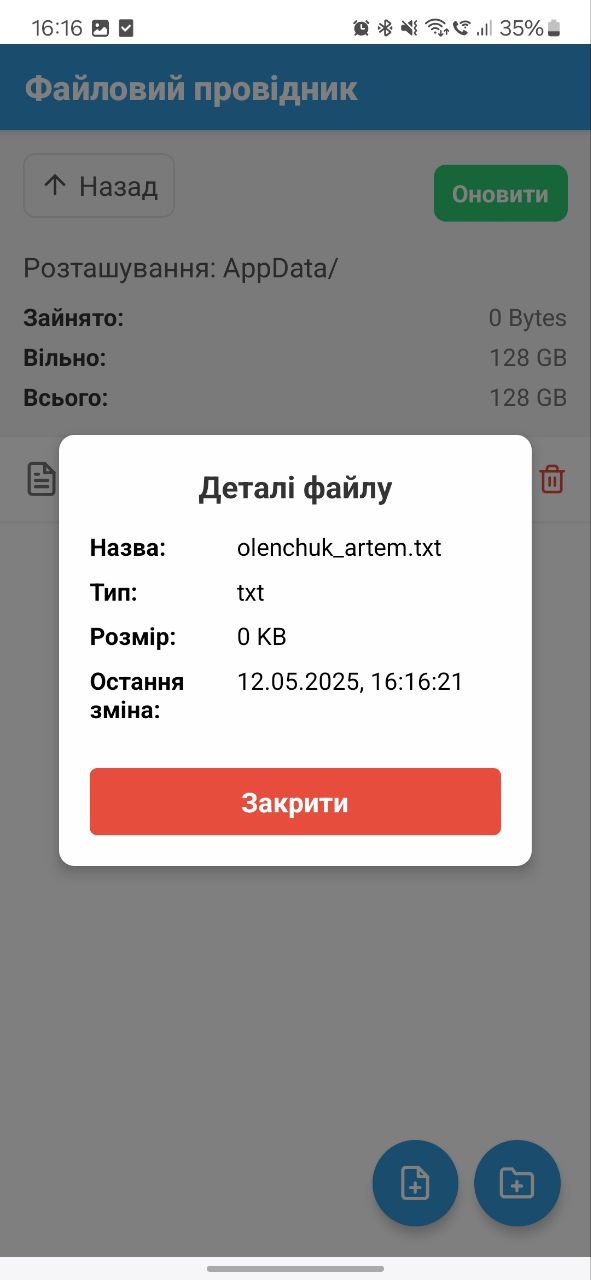 16:16 35%
Файловий провідник
Назад
Оновити
Розташування: AppData/
Зайнято: 0 Bytes
Вільно: 128 GB
Всього: 128 GB
Деталі файлу
Назва: olenchuk_artem.txt
Тип: txt
Розмір: 0 KB
Остання 12.05.2025, 16:16:21
зміна:
Закрити